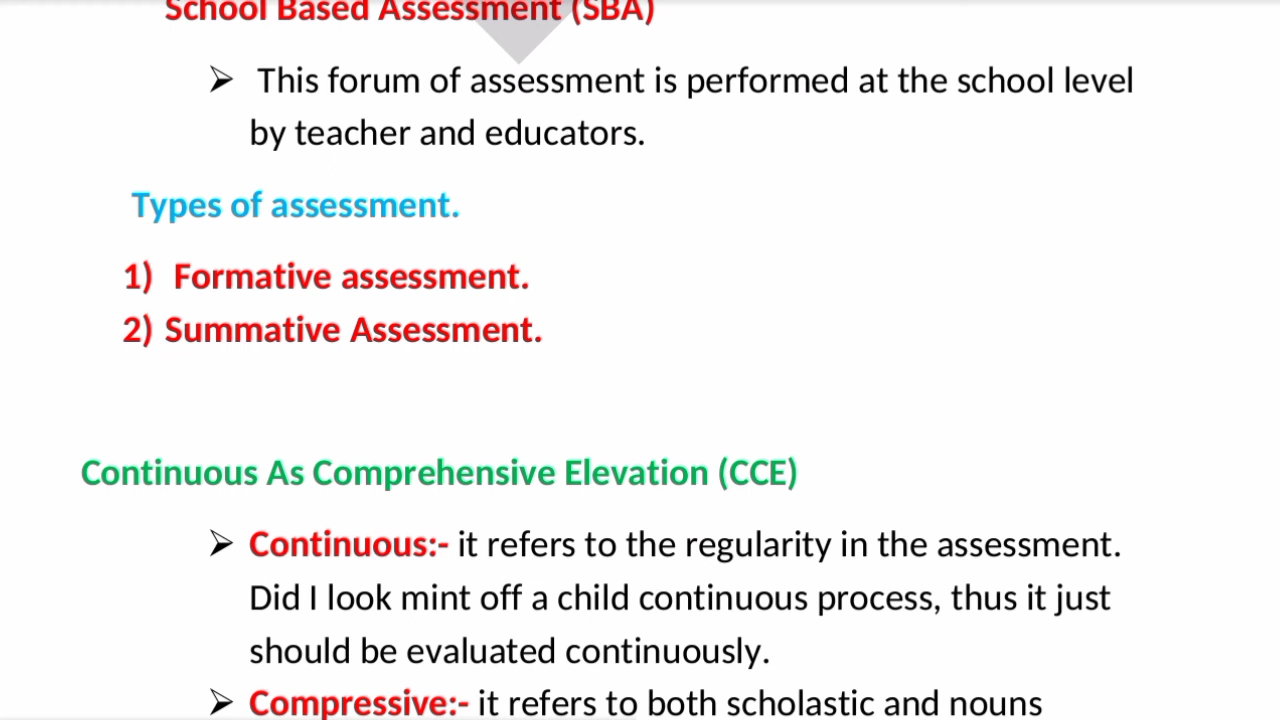 School Based Assessment (SBA)
➢ This forum of assessment is performed at the school level
by teacher and educators.
Types of assessment.
1) Formative assessment.
2) Summative Assessment.
Continuous As Comprehensive Elevation (CCE)
➢ Continuous:- it refers to the regularity in the assessment.
Did I look mint off a child continuous process, thus it just
should be evaluated continuously.
➢ Compressive:- it refers to both scholastic and nouns